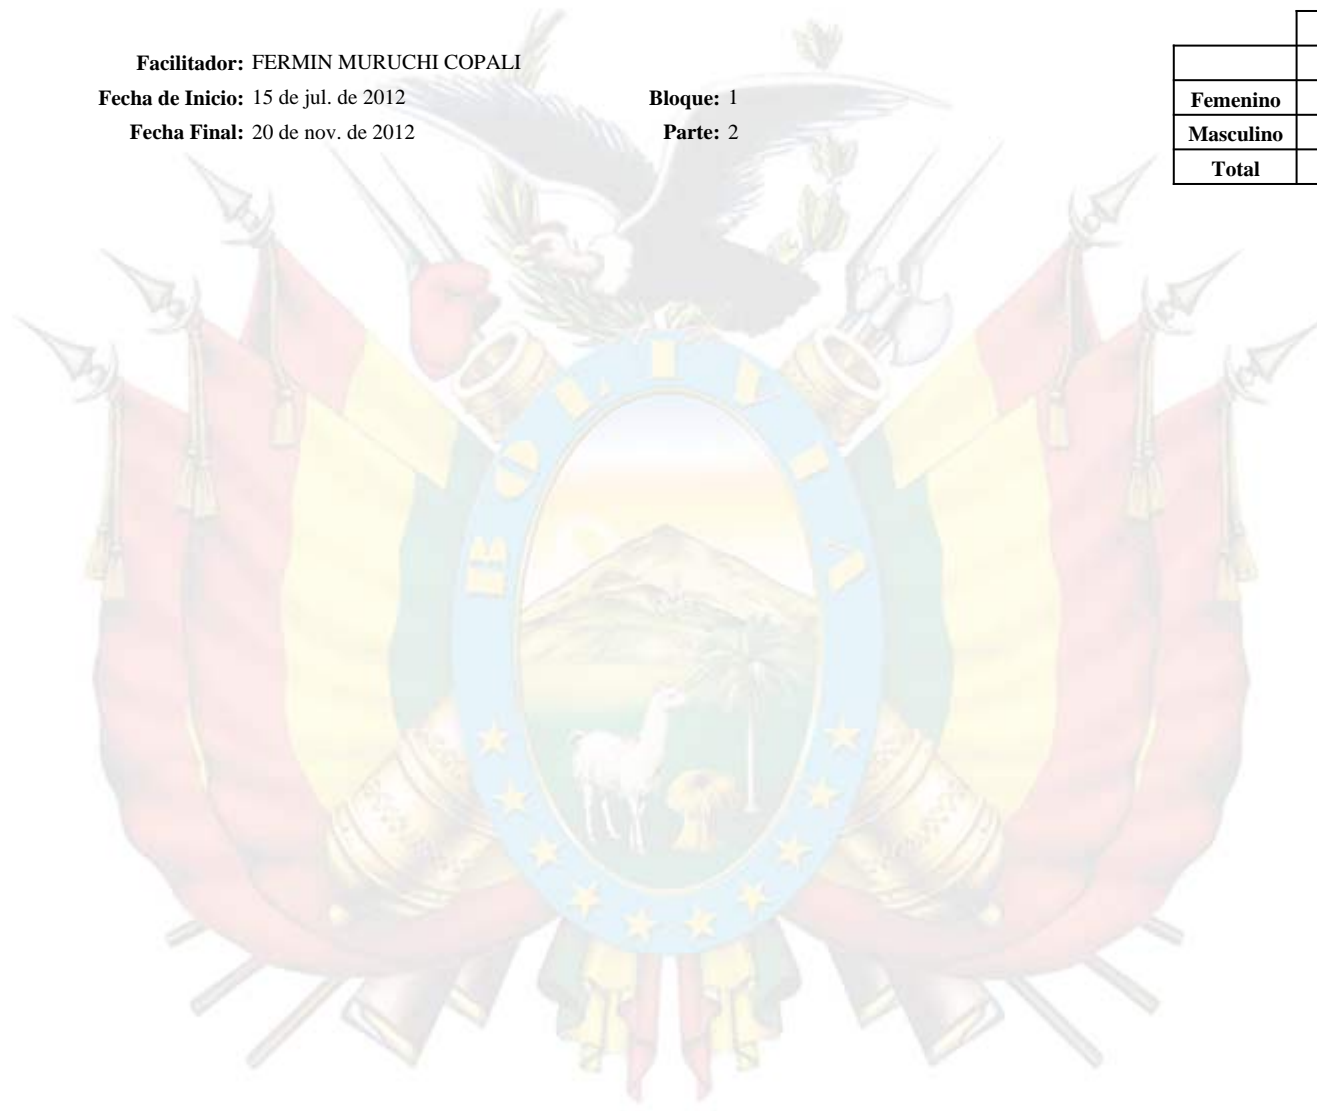 Facilitador: FERMIN MURUCHI COPALI
Fecha de Inicio: 15 de jul. de 2012 Bloque: 1
Fecha Final: 20 de nov. de 2012 Parte: 2
Femenino
Masculino
Total
BOLIVIA